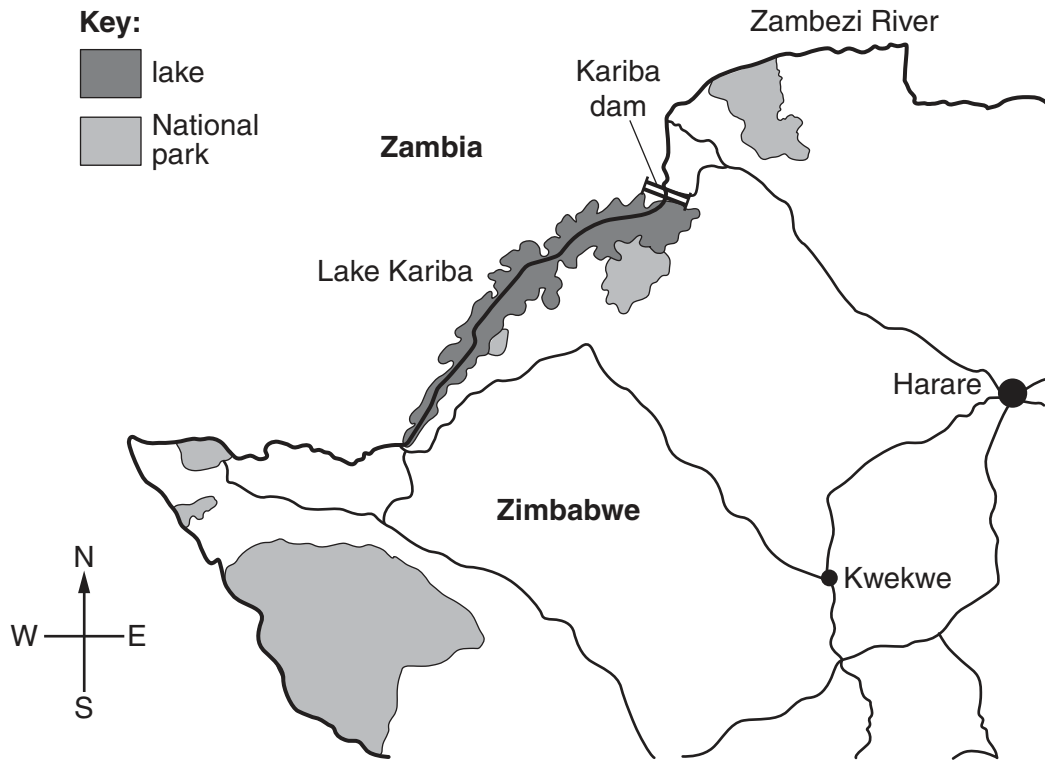 Key:
lake
National
park
Zambezi River
Kariba
dam
Zambia
Lake Kariba
Harare
Zimbabwe
Kwekwe
N
W
E
S